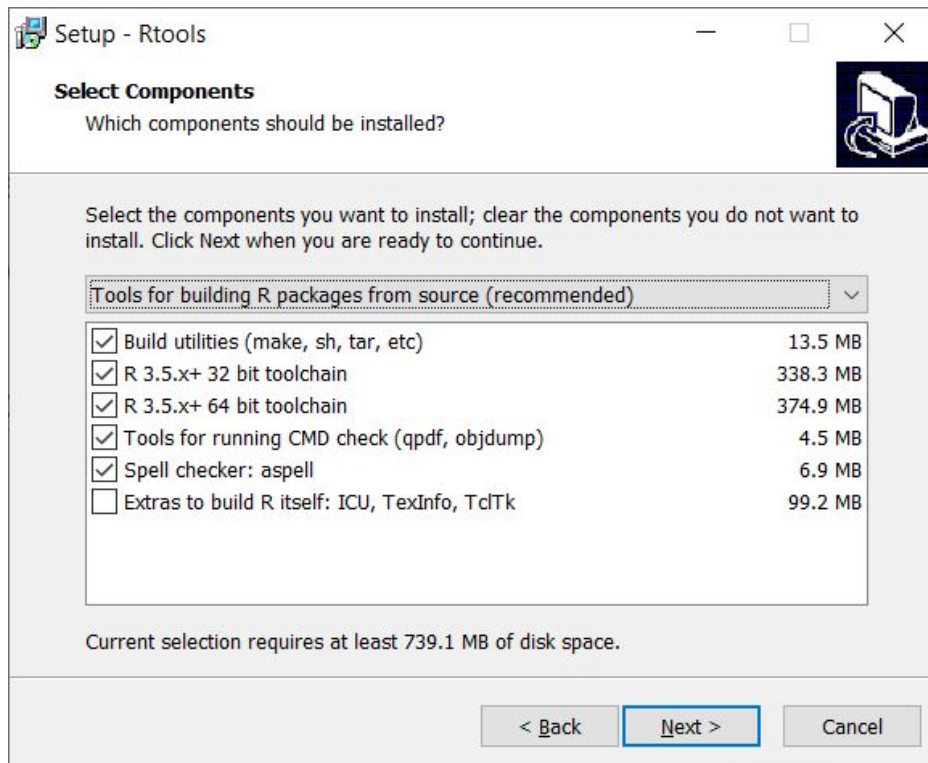 Setup - Rtools
Select Components
Which components should be installed?
Select the components you want to install; clear the components you do not want to
install. Click Next when you are ready to continue.
Tools for building R packages from source (recommended)
Build utilities (make, sh, tar, etc) 13.5 MB
R 3.5.x+ 32 bit toolchain 338.3 MB
R 3.5.x+ 64 bit toolchain 374.9 MB
Tools for running CMD check (qpdf, objdump) 4.5 MB
Spell checker: aspell 6.9 MB
Extras to build R itself: ICU, TexInfo, TclTk 99.2 MB
Current selection requires at least 739.1 MB of disk space.
< Back Next > Cancel